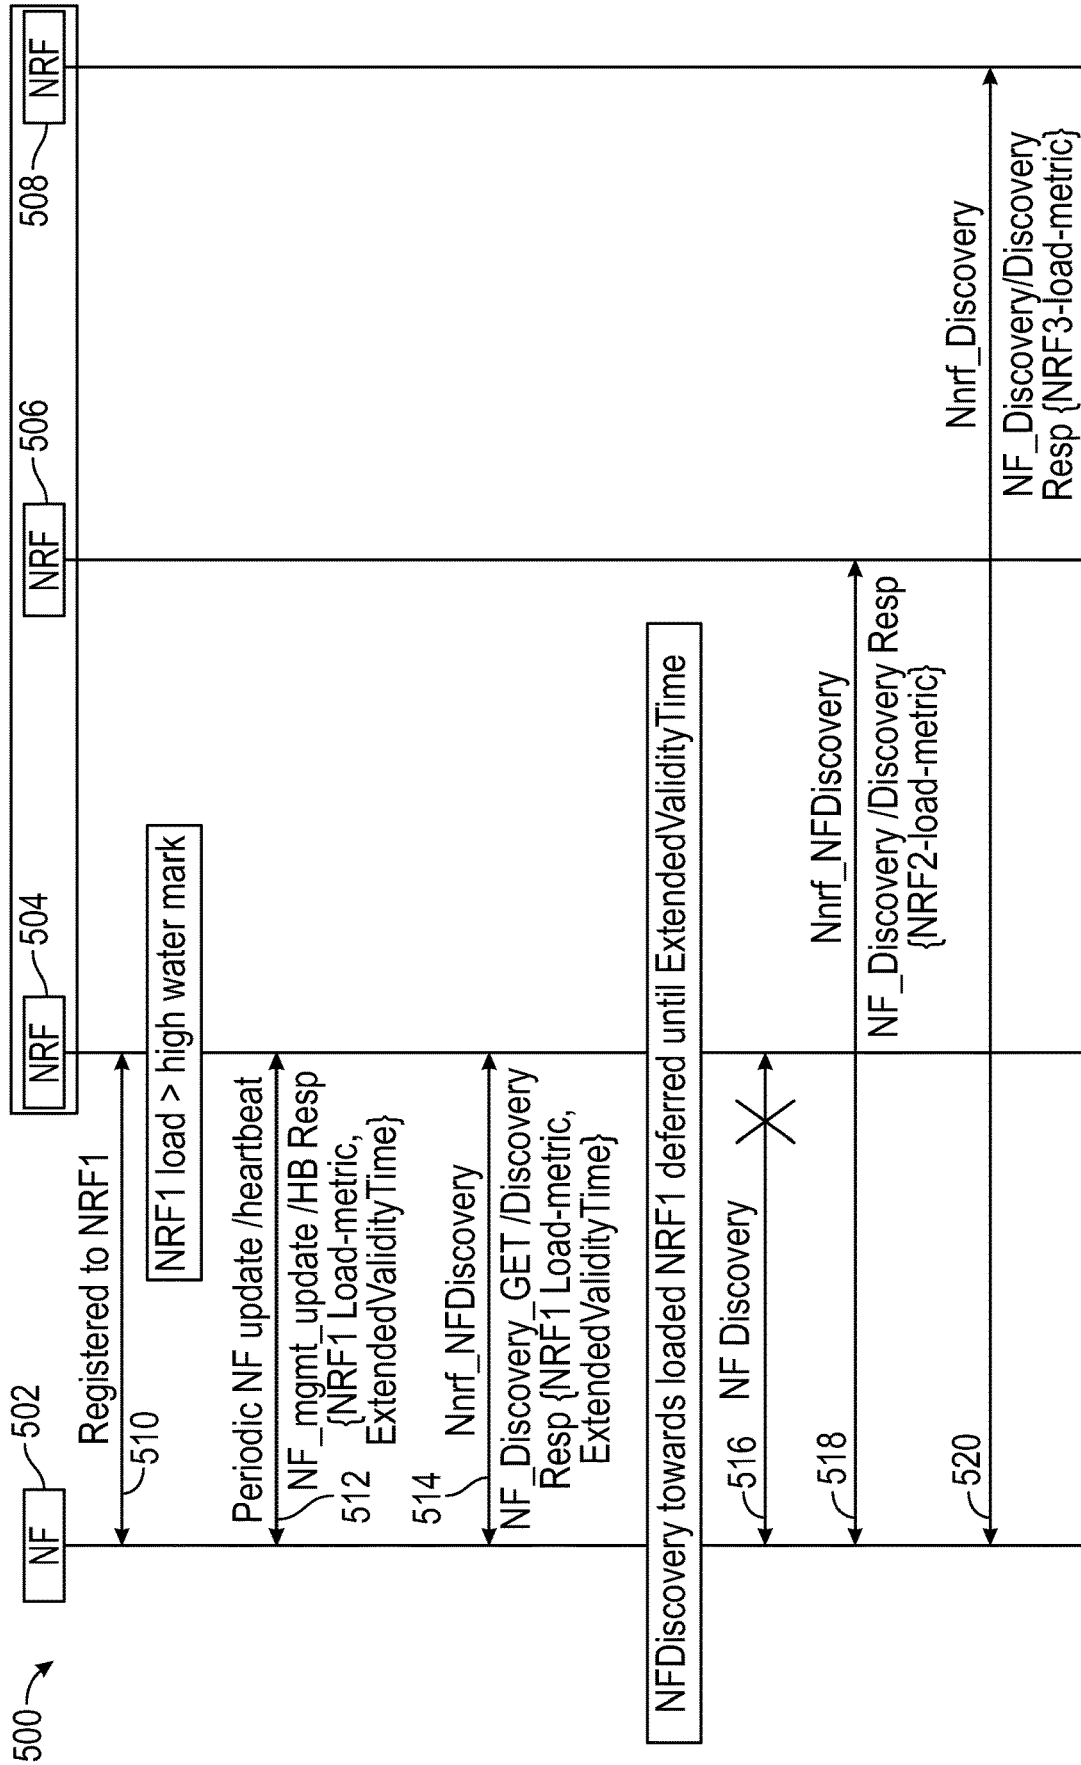 500
NF
502
NRF
504
NRF
506
NRF
508
Registered to NRF1
510
NRF1 load > high water mark
Periodic NF update /heartbeat
NF_mgmt_update /HB Resp
{NRF1 Load-metric,
ExtendedValidityTime}
512
Nnrf_NFDiscovery
514
NF_Discovery_GET /Discovery
Resp {NRF1 Load-metric,
ExtendedValidityTime}
NFDiscovery towards loaded NRF1 deferred until ExtendedValidityTime
NF Discovery
516
Nnrf_NFDiscovery
518
NF_Discovery /Discovery Resp
{NRF2-load-metric}
Nnrf_Discovery
520
NF_Discovery/Discovery
Resp {NRF3-load-metric}